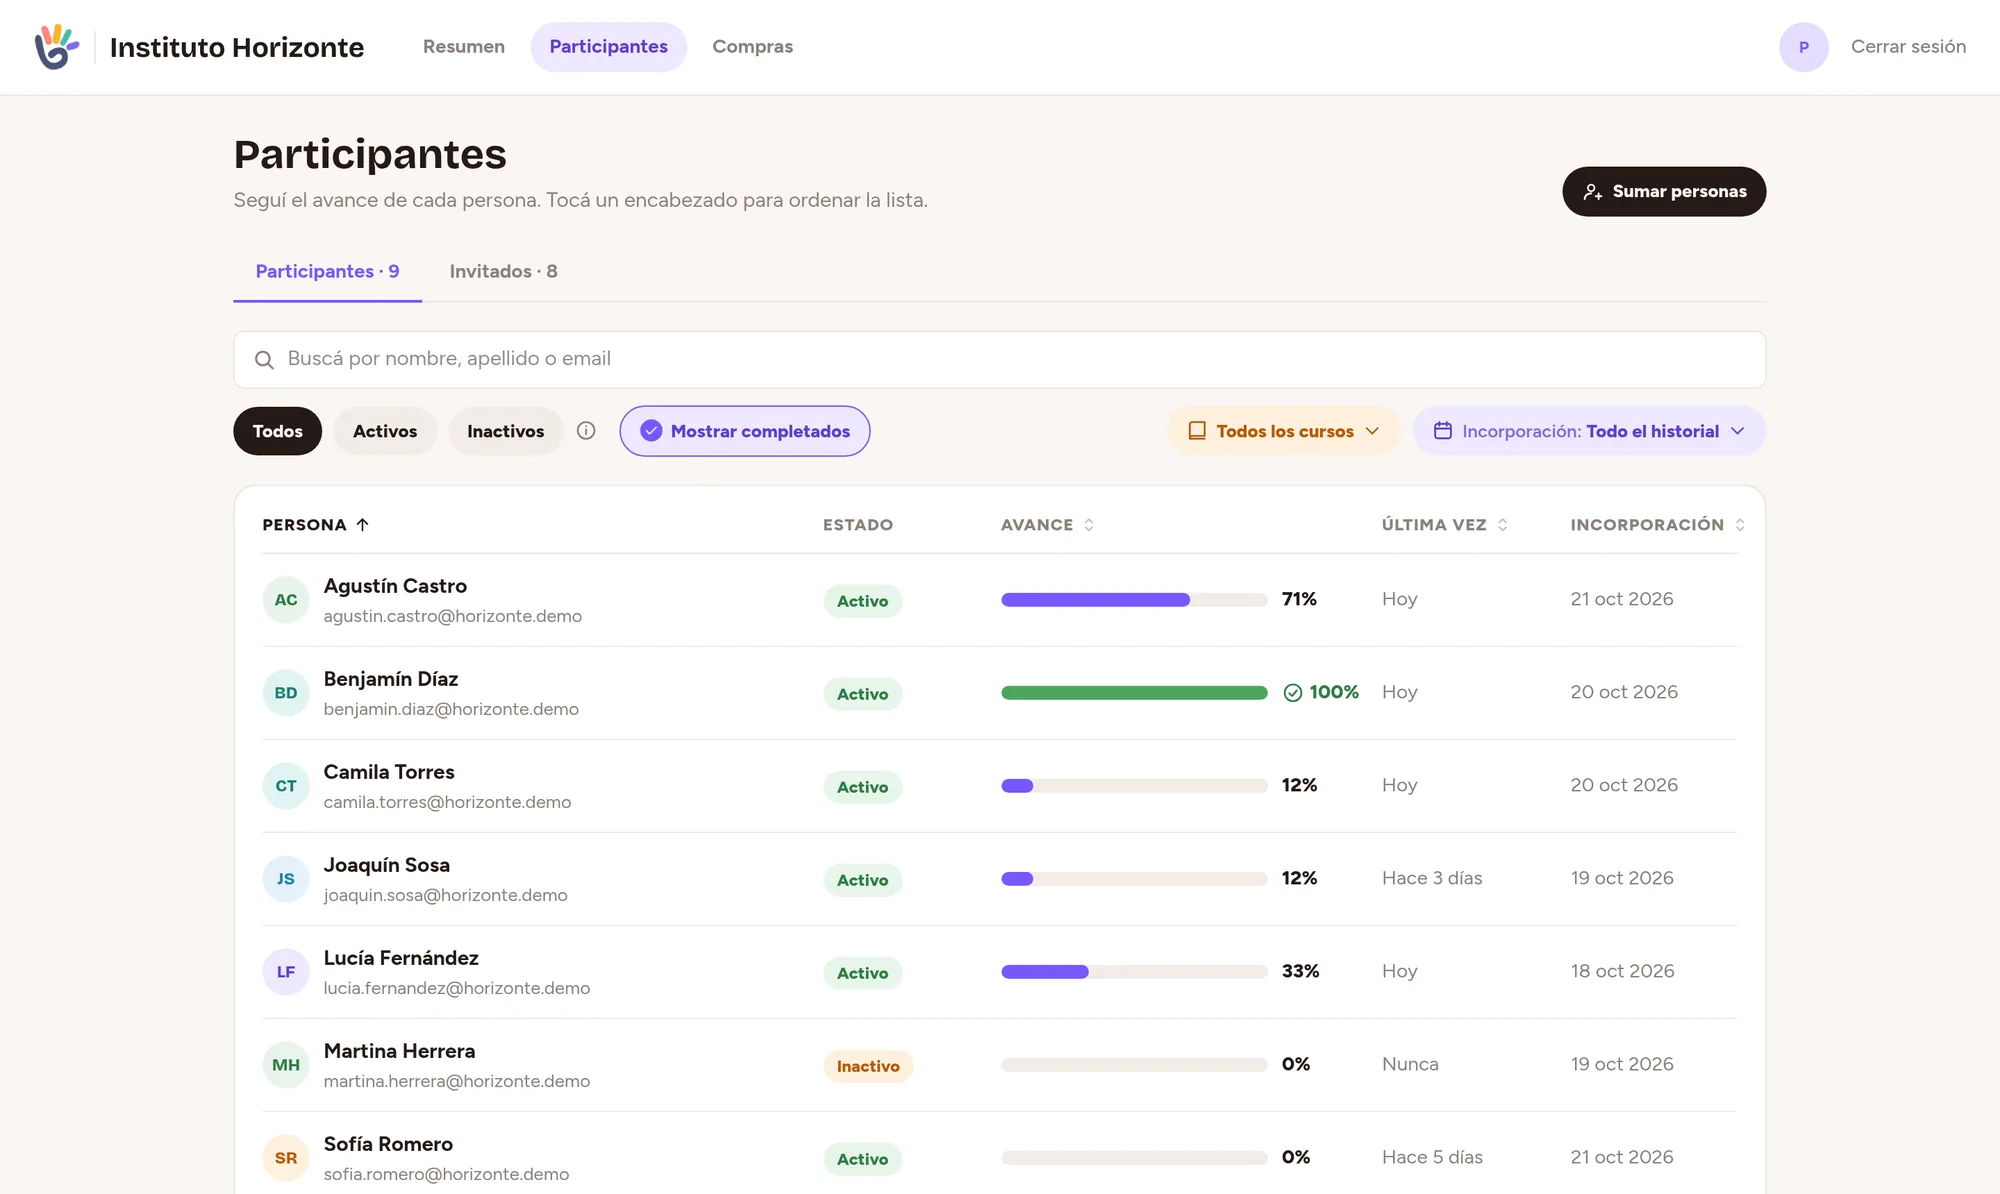 Instituto Horizonte
Resumen
Participantes
Compras
P
Cerrar sesión
Participantes
Seguí el avance de cada persona. Tocá un encabezado para ordenar la lista.
Sumar personas
Participantes · 9
Invitados · 8
Buscá por nombre, apellido o email
Todos
Activos
Inactivos
Mostrar completados
Todos los cursos
Incorporación: Todo el historial
PERSONA
ESTADO
AVANCE
ÚLTIMA VEZ
INCORPORACIÓN
AC
Agustín Castro
agustin.castro@horizonte.demo
Activo
71%
Hoy
21 oct 2026
BD
Benjamín Díaz
benjamin.diaz@horizonte.demo
Activo
100%
Hoy
20 oct 2026
CT
Camila Torres
camila.torres@horizonte.demo
Activo
12%
Hoy
20 oct 2026
JS
Joaquín Sosa
joaquin.sosa@horizonte.demo
Activo
12%
Hace 3 días
19 oct 2026
LF
Lucía Fernández
lucia.fernandez@horizonte.demo
Activo
33%
Hoy
18 oct 2026
MH
Martina Herrera
martina.herrera@horizonte.demo
Inactivo
0%
Nunca
19 oct 2026
SR
Sofía Romero
sofia.romero@horizonte.demo
Activo
0%
Hace 5 días
21 oct 2026